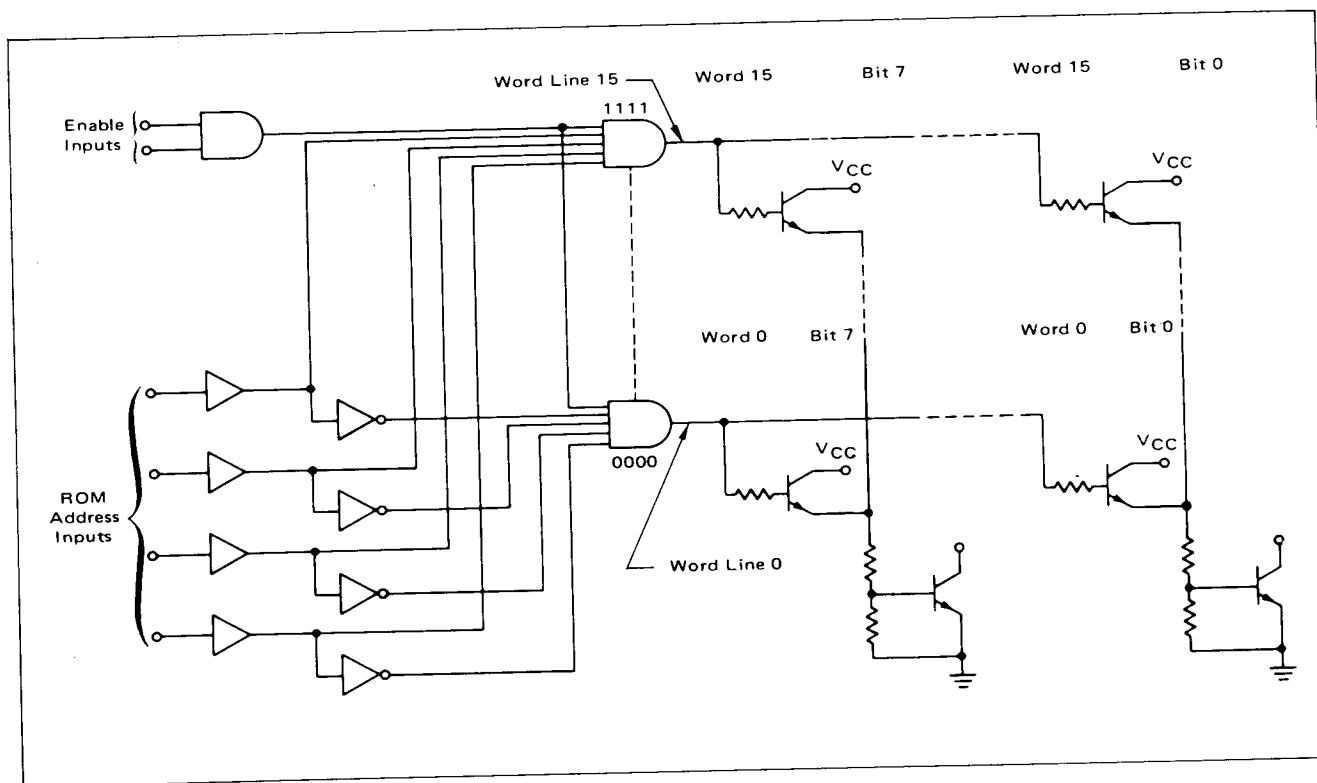 Word Line 15
Word 15
Bit 7
Word 15
Bit 0
1111
Enable
Inputs
VCC
VCC
Word 0
Bit 7
Word 0
Bit 0
VCC
VCC
0000
ROM
Address
Inputs
Word Line 0